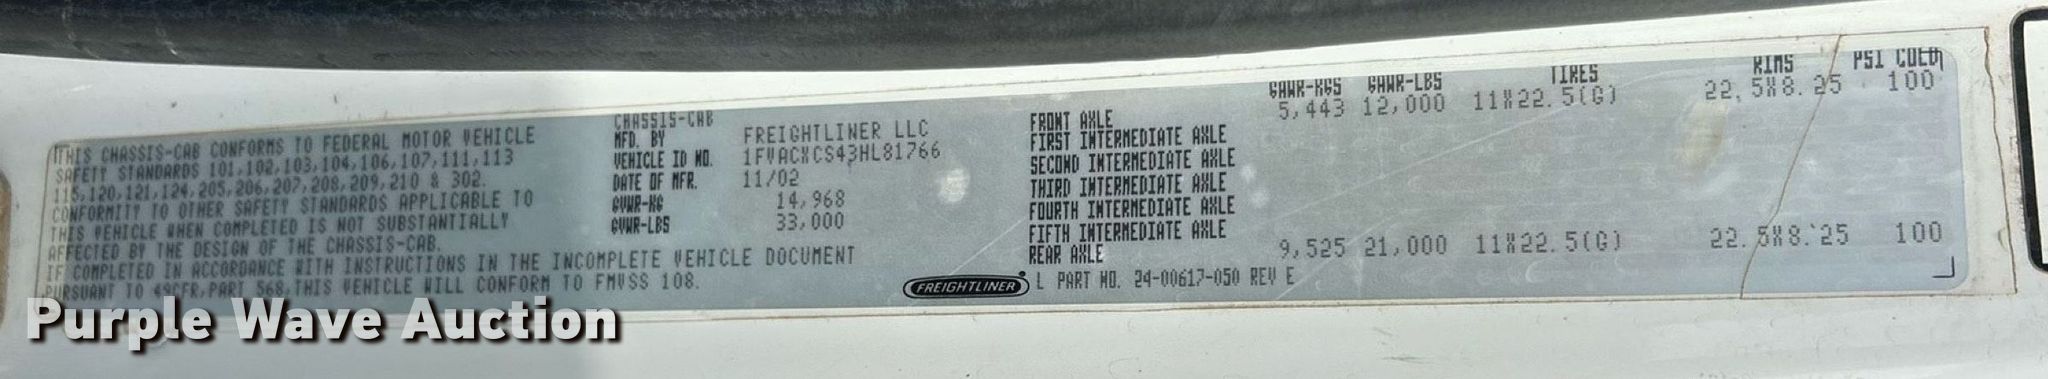 THIS CHASSIS-CAB CONFORMS TO FEDERAL MOTOR VEHICLE
SAFETY STANDARDS 101,102,103,104,106,107,111,113
115,120,121,124,205,206,207,208,209,210 & 302.
CONFORMITY TO OTHER SAFETY STANDARDS APPLICABLE TO
THIS VEHICLE WHEN COMPLETED IS NOT SUBSTANTIALLY
AFFECTED BY THE DESIGN OF THE CHASSIS-CAB.
IF COMPLETED IN ACCORDANCE WITH INSTRUCTIONS IN THE INCOMPLETE VEHICLE DOCUMENT
PURSUANT TO 49CFR,PART 568,THIS VEHICLE WILL CONFORM TO FMVSS 108.
CHASSIS-CAB
MFD. BY FREIGHTLINER LLC
VEHICLE ID NO. 1FVACXCS43HL81766
DATE OF MFR. 11/02
GVWR-KG 14,968
GVWR-LBS 33,000
GAWR-KGS GAWR-LBS TIRES RIMS PSI COLD
FRONT AXLE 5,443 12,000 11X22.5(G) 22.5X8.25 100
FIRST INTERMEDIATE AXLE
SECOND INTERMEDIATE AXLE
THIRD INTERMEDIATE AXLE
FOURTH INTERMEDIATE AXLE
FIFTH INTERMEDIATE AXLE
REAR AXLE 9,525 21,000 11X22.5(G) 22.5X8.25 100
FREIGHTLINER L PART NO. 24-00617-050 REV E
Purple Wave Auction